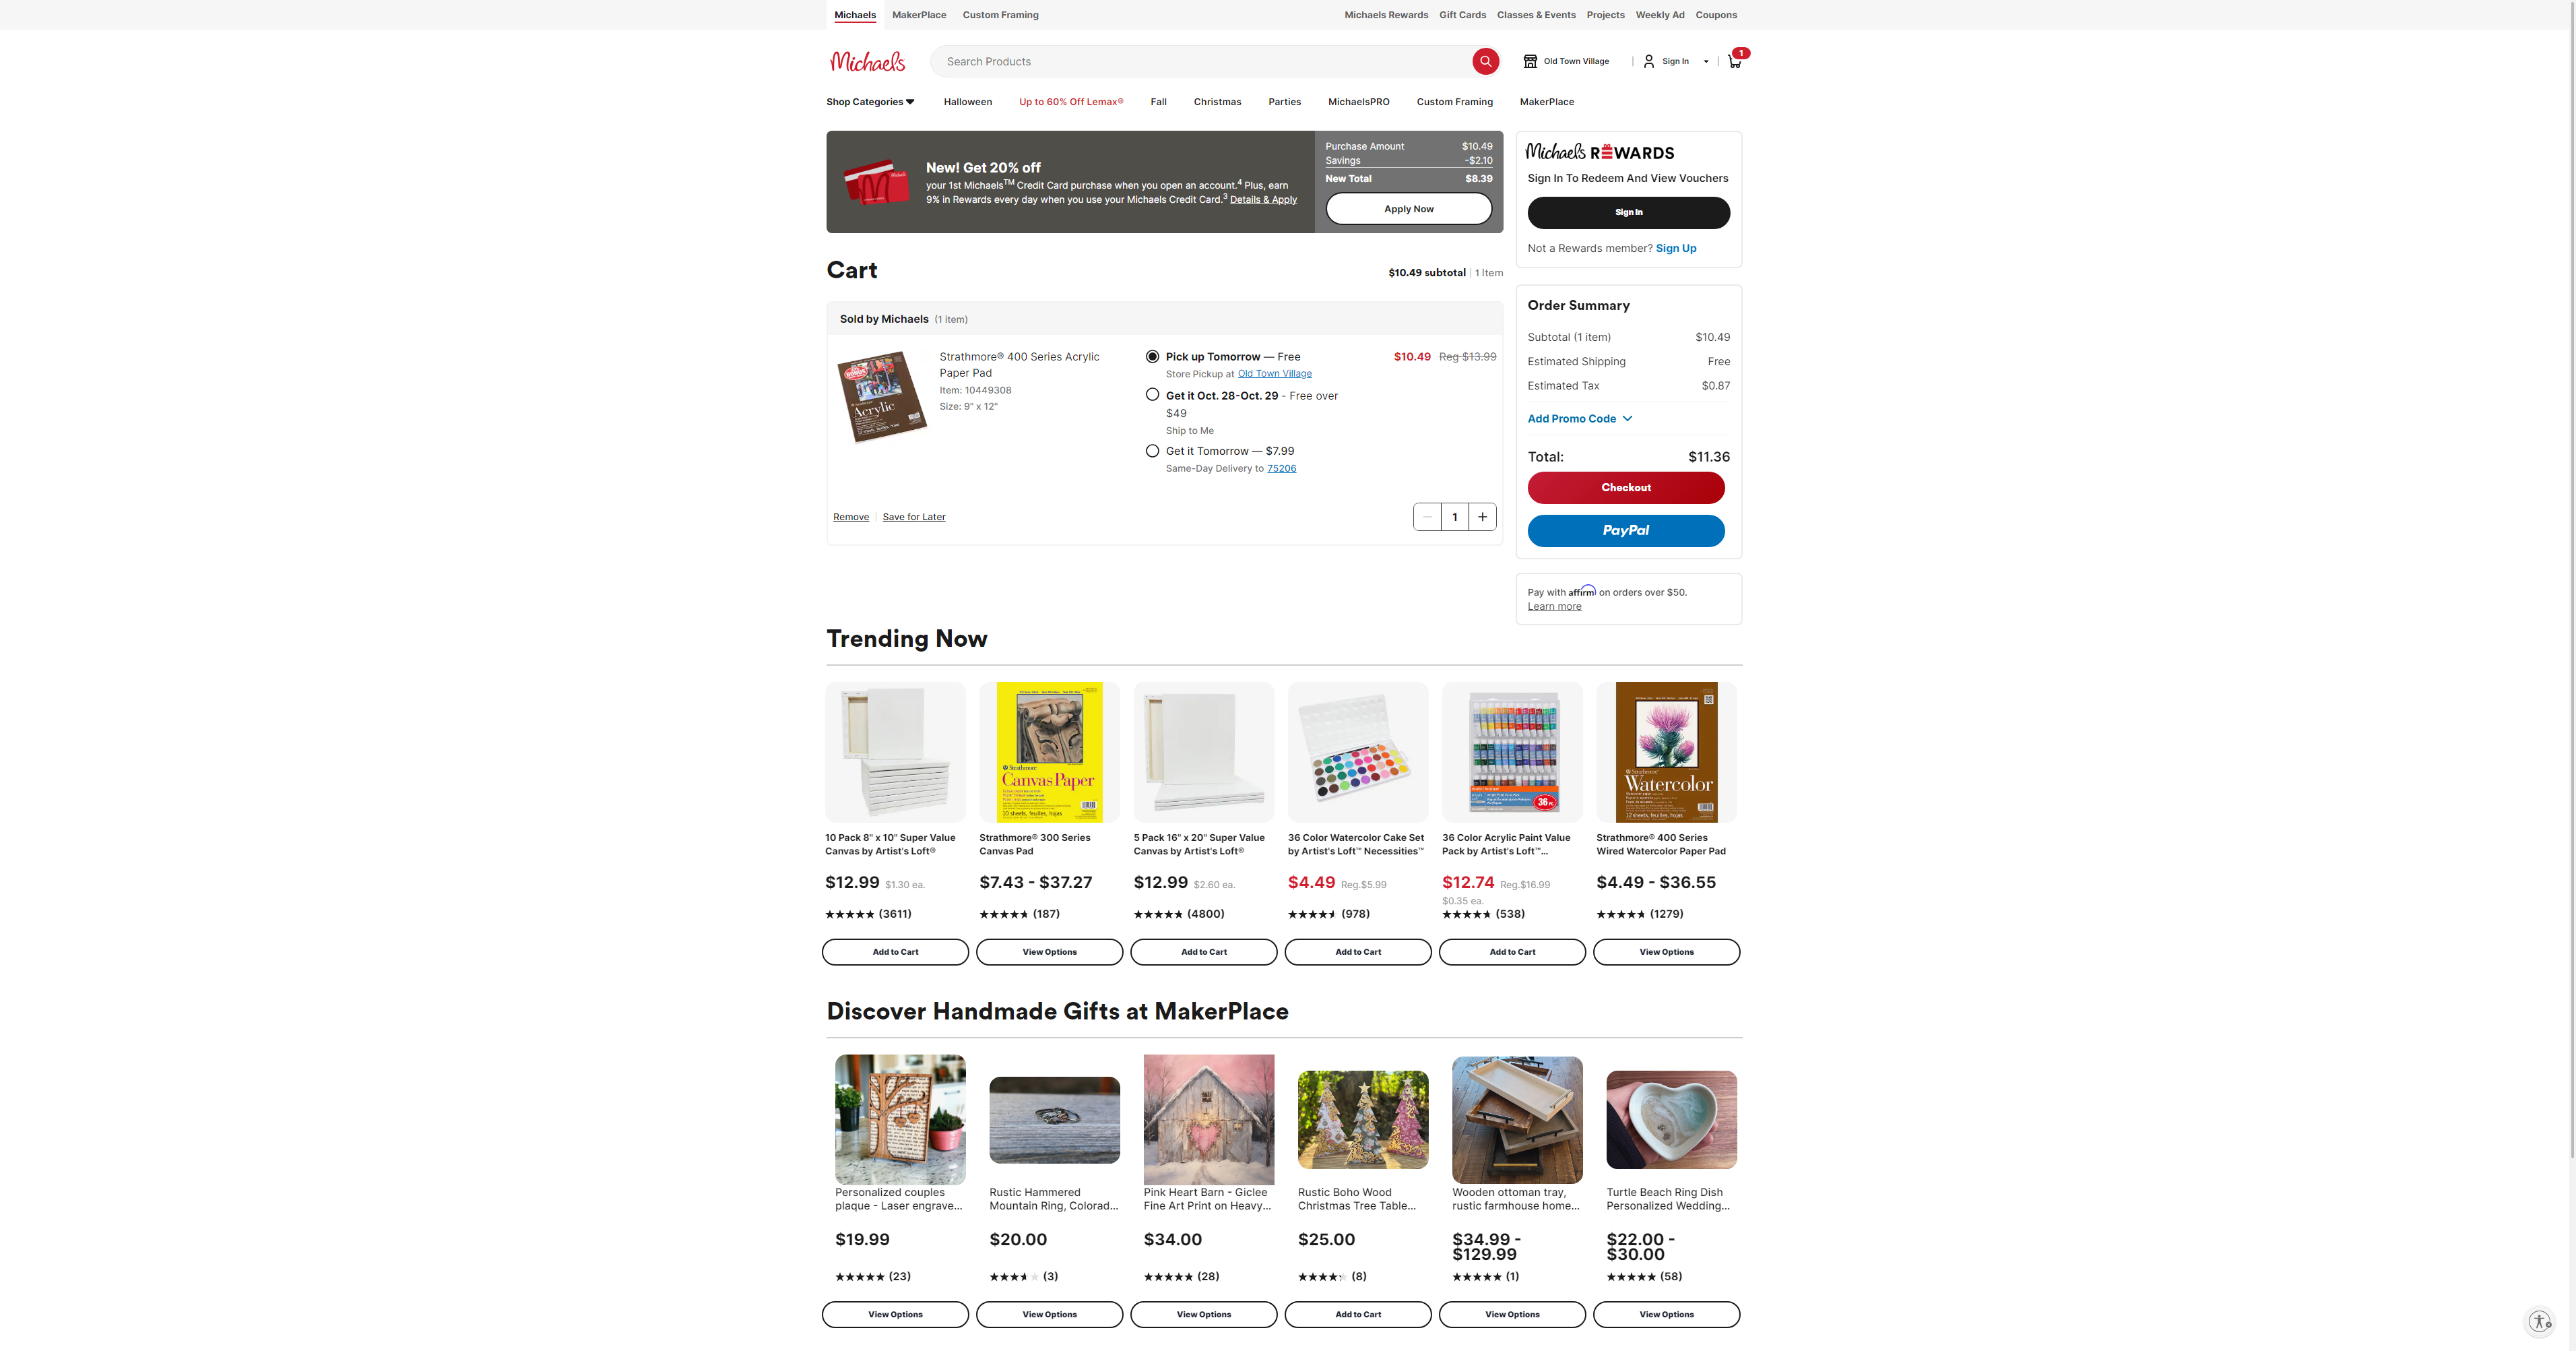 Michaels MakerPlace Custom Framing
Michaels Rewards Gift Cards Classes & Events Projects Weekly Ad Coupons
Michaels
Search Products
Old Town Village
Sign In
1
Shop Categories Halloween Up to 60% Off Lemax® Fall Christmas Parties MichaelsPRO Custom Framing MakerPlace
New! Get 20% off
your 1st Michaels™ Credit Card purchase when you open an account.⁴ Plus, earn
9% in Rewards every day when you use your Michaels Credit Card.³ Details & Apply
Purchase Amount $10.49
Savings -$2.10
New Total $8.39
Apply Now
Michaels REWARDS
Sign In To Redeem And View Vouchers
Sign In
Not a Rewards member? Sign Up
Cart
$10.49 subtotal | 1 Item
Sold by Michaels (1 item)
Acrylic
Strathmore® 400 Series Acrylic
Paper Pad
Item: 10449308
Size: 9" x 12"
Pick up Tomorrow — Free
Store Pickup at Old Town Village
Get it Oct. 28-Oct. 29 - Free over
$49
Ship to Me
Get it Tomorrow — $7.99
Same-Day Delivery to 75206
$10.49 Reg $13.99
Remove | Save for Later
1
Order Summary
Subtotal (1 item) $10.49
Estimated Shipping Free
Estimated Tax $0.87
Add Promo Code
Total: $11.36
Checkout
PayPal
Pay with affirm on orders over $50.
Learn more
Trending Now
Strathmore
Canvas Paper
10 sheets, feuilles, hojas
36 PC
Strathmore
Watercolor
12 sheets, feuilles, hojas
10 Pack 8" x 10" Super Value
Canvas by Artist's Loft®
$12.99 $1.30 ea.
(3611)
Add to Cart
Strathmore® 300 Series
Canvas Pad
$7.43 - $37.27
(187)
View Options
5 Pack 16" x 20" Super Value
Canvas by Artist's Loft®
$12.99 $2.60 ea.
(4800)
Add to Cart
36 Color Watercolor Cake Set
by Artist's Loft™ Necessities™
$4.49 Reg.$5.99
(978)
Add to Cart
36 Color Acrylic Paint Value
Pack by Artist's Loft™...
$12.74 Reg.$16.99
$0.35 ea.
(538)
Add to Cart
Strathmore® 400 Series
Wired Watercolor Paper Pad
$4.49 - $36.55
(1279)
View Options
Discover Handmade Gifts at MakerPlace
Personalized couples
plaque - Laser engrave...
$19.99
(23)
View Options
Rustic Hammered
Mountain Ring, Colorad...
$20.00
(3)
View Options
Pink Heart Barn - Giclee
Fine Art Print on Heavy...
$34.00
(28)
View Options
Rustic Boho Wood
Christmas Tree Table...
$25.00
(8)
Add to Cart
Wooden ottoman tray,
rustic farmhouse home...
$34.99 -
$129.99
(1)
View Options
Turtle Beach Ring Dish
Personalized Wedding...
$22.00 -
$30.00
(58)
View Options